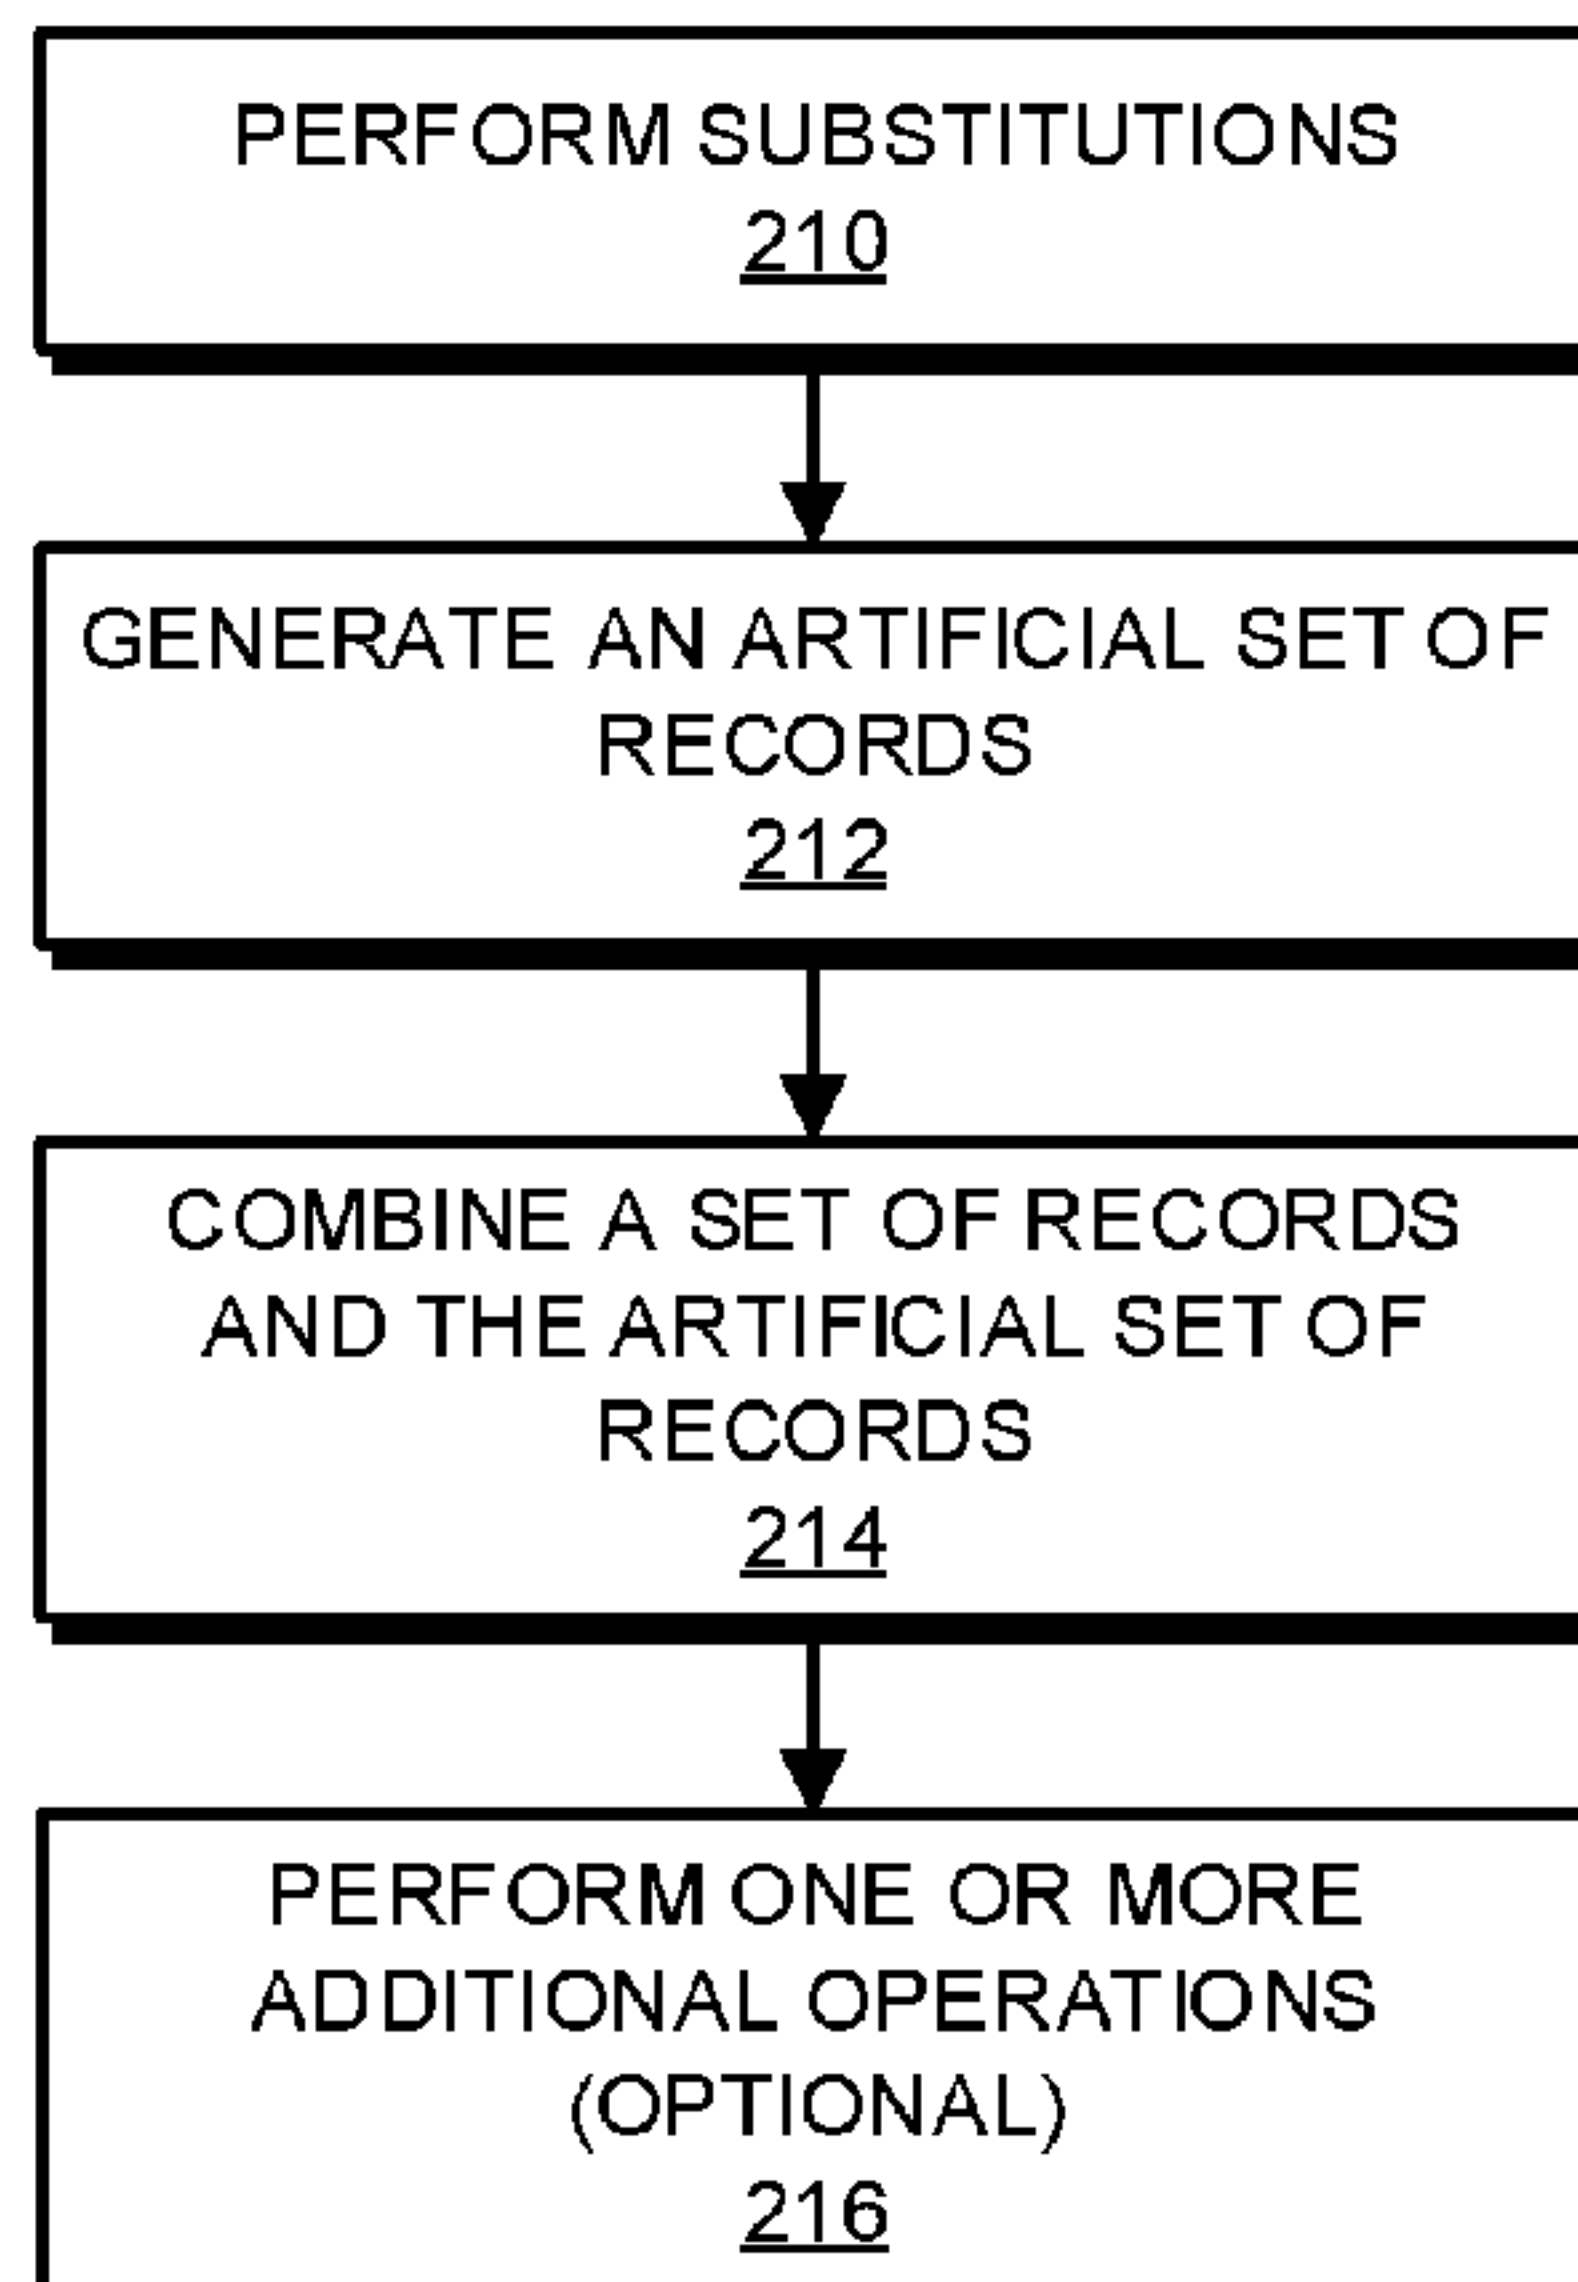 PERFORM SUBSTITUTIONS
210
GENERATE AN ARTIFICIAL SET OF
RECORDS
212
COMBINE A SET OF RECORDS
AND THE ARTIFICIAL SET OF
RECORDS
214
PERFORM ONE OR MORE
ADDITIONAL OPERATIONS
(OPTIONAL)
216